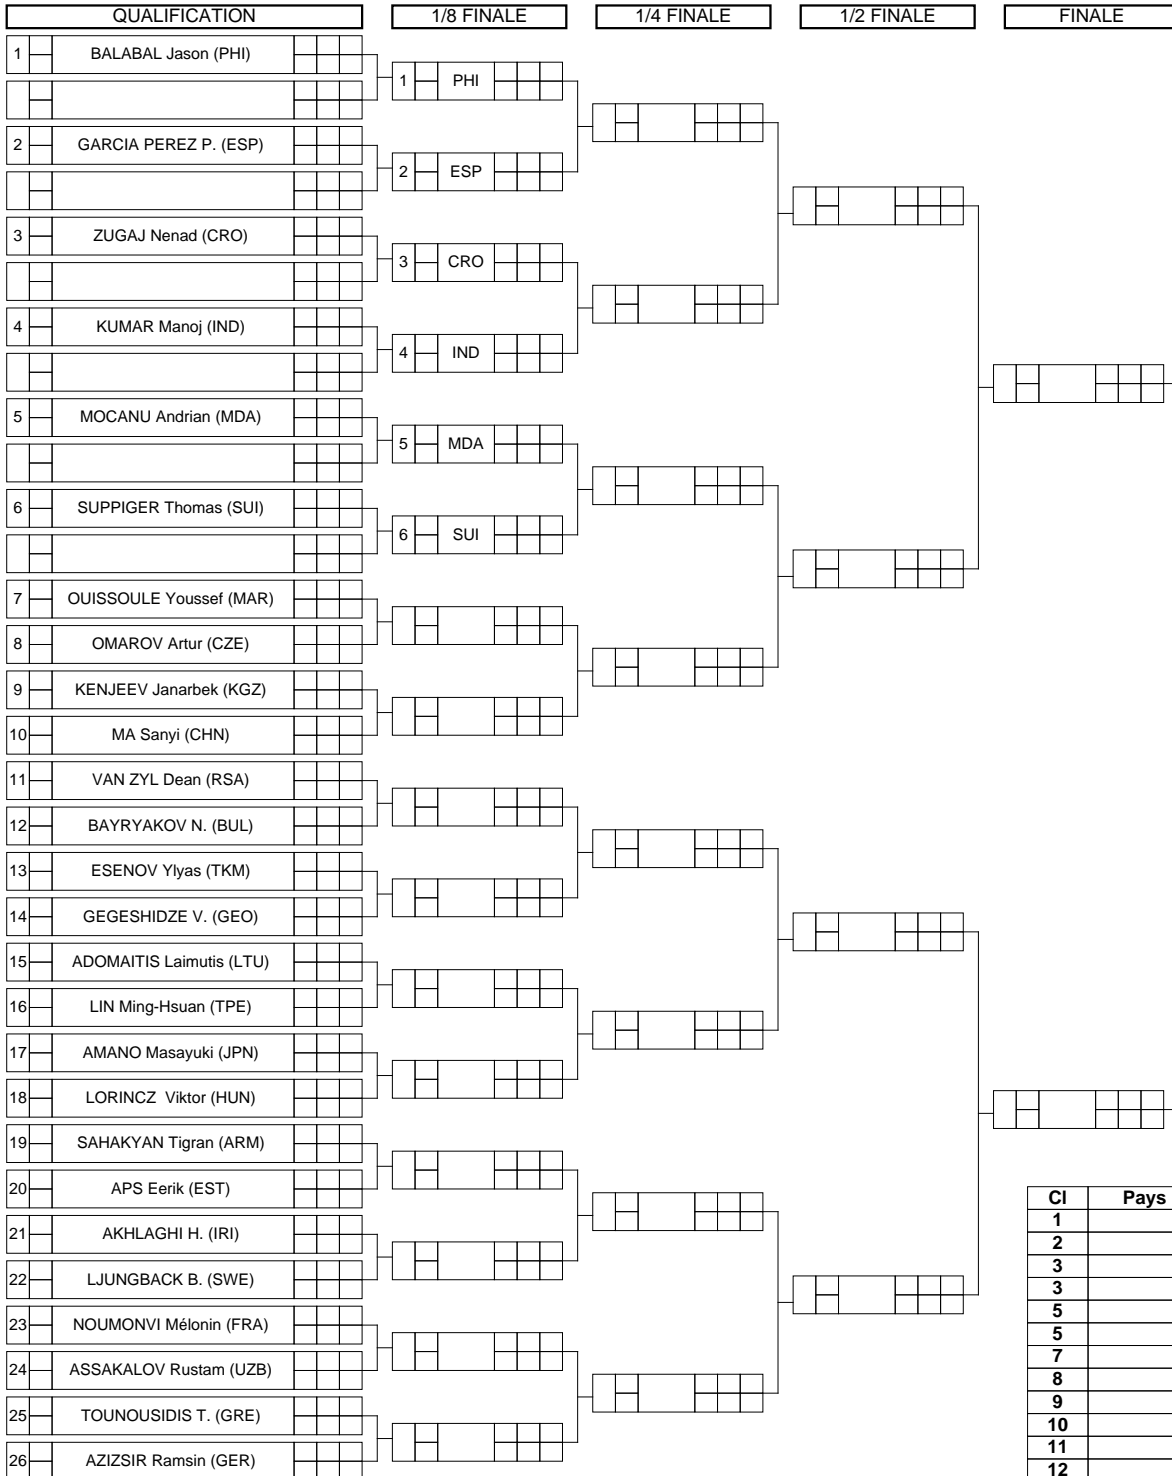 QUALIFICATION 1/8 FINALE 1/4 FINALE 1/2 FINALE FINALE
1 BALABAL Jason (PHI)
1 PHI
2 GARCIA PEREZ P. (ESP)
2 ESP
3 ZUGAJ Nenad (CRO)
3 CRO
4 KUMAR Manoj (IND)
4 IND
5 MOCANU Andrian (MDA)
5 MDA
6 SUPPIGER Thomas (SUI)
6 SUI
7 OUISSOULE Youssef (MAR)
8 OMAROV Artur (CZE)
9 KENJEEV Janarbek (KGZ)
10 MA Sanyi (CHN)
11 VAN ZYL Dean (RSA)
12 BAYRYAKOV N. (BUL)
13 ESENOV Ylyas (TKM)
14 GEGESHIDZE V. (GEO)
15 ADOMAITIS Laimutis (LTU)
16 LIN Ming-Hsuan (TPE)
17 AMANO Masayuki (JPN)
18 LORINCZ Viktor (HUN)
19 SAHAKYAN Tigran (ARM)
20 APS Eerik (EST)
21 AKHLAGHI H. (IRI)
22 LJUNGBACK B. (SWE)
23 NOUMONVI Mélonin (FRA)
24 ASSAKALOV Rustam (UZB)
25 TOUNOUSIDIS T. (GRE)
26 AZIZSIR Ramsin (GER)
Cl Pays
1
2
3
3
5
5
7
8
9
10
11
12